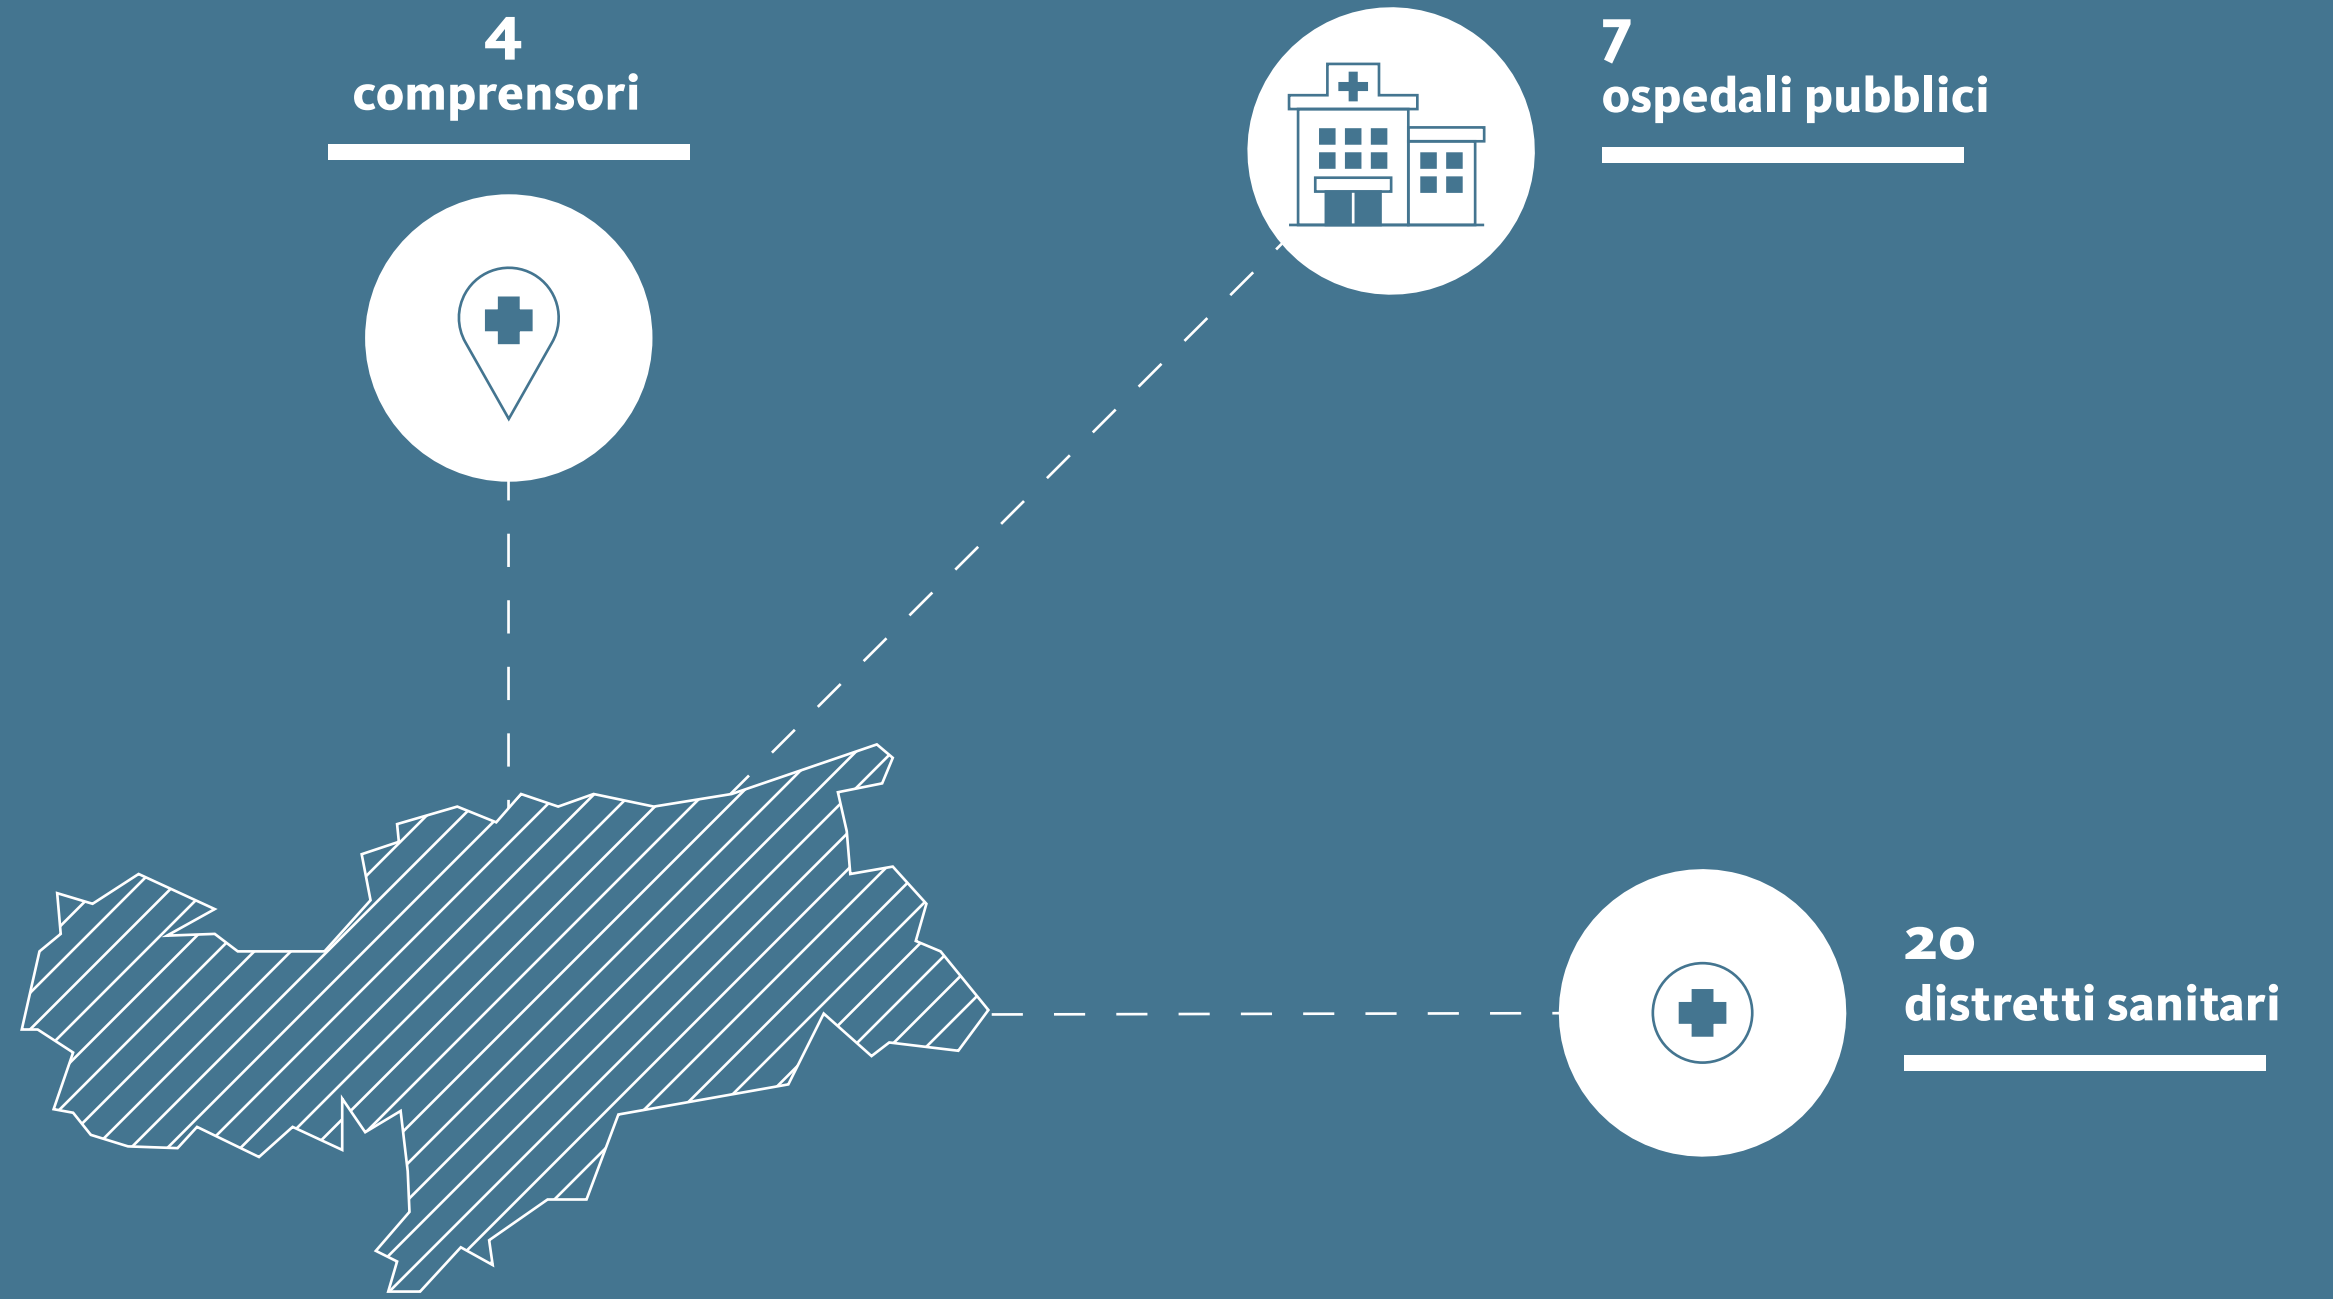 4
comprensori
7
ospedali pubblici
20
distretti sanitari